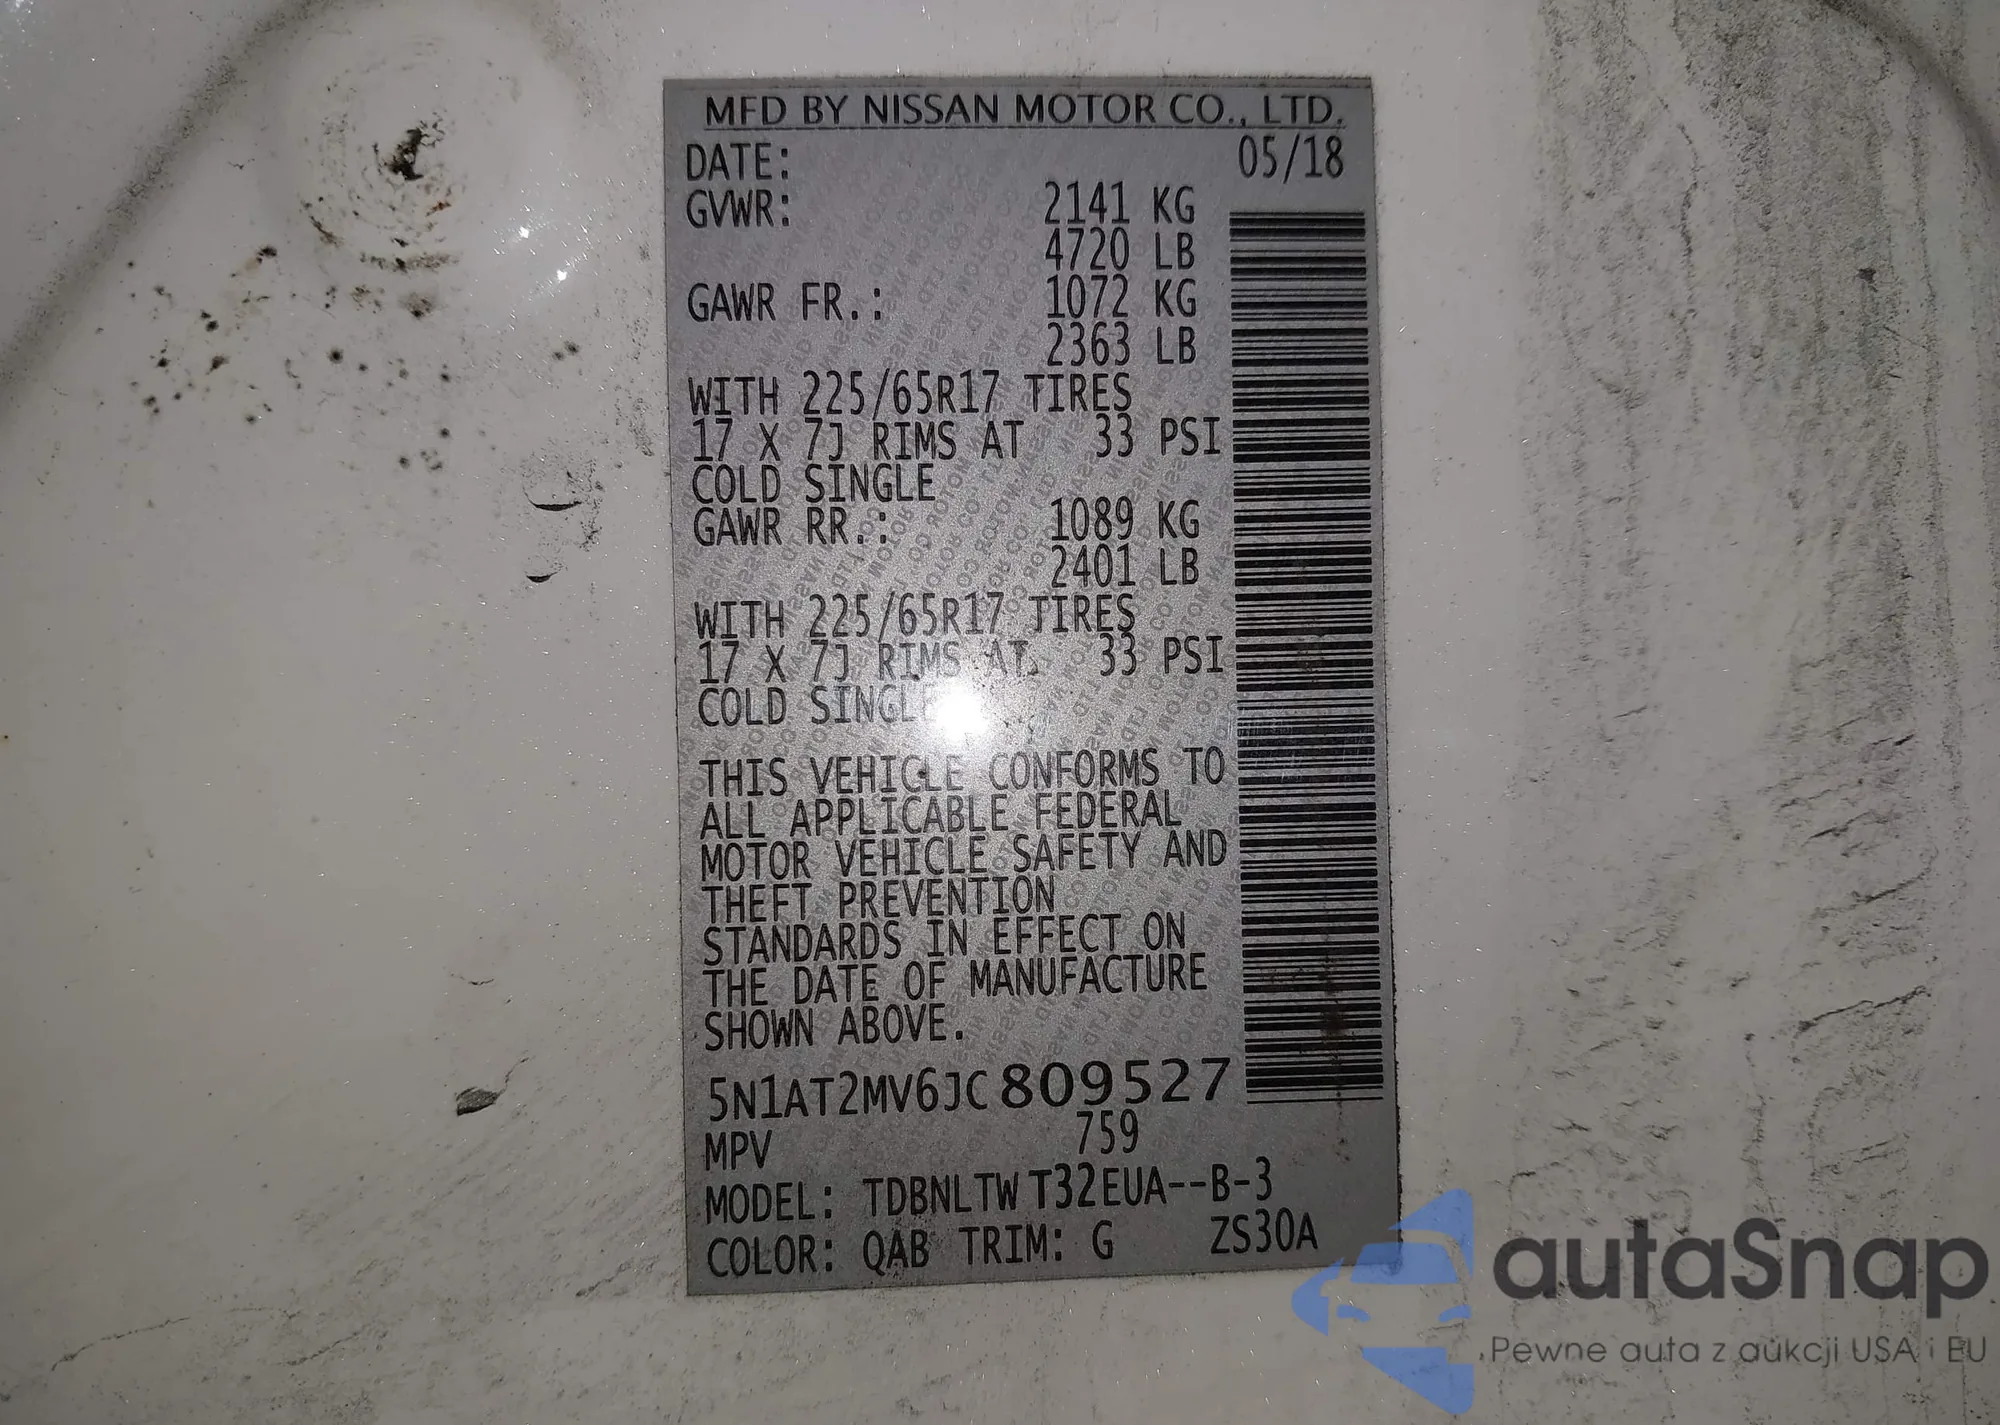 MFD BY NISSAN MOTOR CO., LTD.
DATE: 05/18
GVWR: 2141 KG
4720 LB
GAWR FR.: 1072 KG
2363 LB
WITH 225/65R17 TIRES
17 X 7J RIMS AT 33 PSI
COLD SINGLE
GAWR RR.: 1089 KG
2401 LB
WITH 225/65R17 TIRES
17 X 7J RIMS AT 33 PSI
COLD SINGLE
THIS VEHICLE CONFORMS TO
ALL APPLICABLE FEDERAL
MOTOR VEHICLE SAFETY AND
THEFT PREVENTION
STANDARDS IN EFFECT ON
THE DATE OF MANUFACTURE
SHOWN ABOVE.
5N1AT2MV6JC809527
MPV 759
MODEL: TDBNLTW T32EUA--B-3
COLOR: QAB TRIM: G ZS30A
autaSnap
Pewne auta z aukcji USA i EU